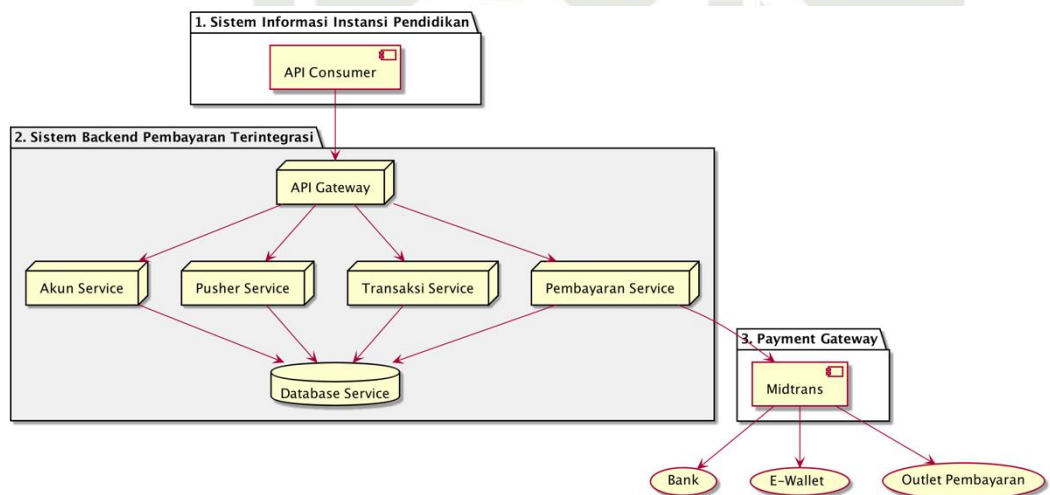 1. Sistem Informasi Instansi Pendidikan
API Consumer
2. Sistem Backend Pembayaran Terintegrasi
API Gateway
Akun Service
Pusher Service
Transaksi Service
Pembayaran Service
3. Payment Gateway
Database Service
Midtrans
Bank
E-Wallet
Outlet Pembayaran